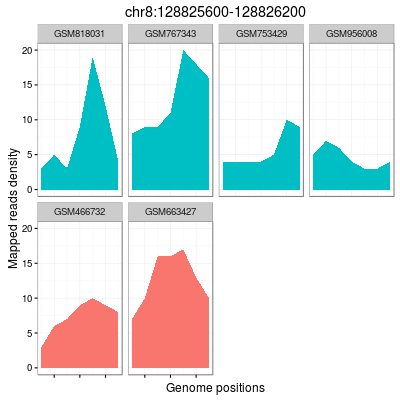 chr8:128825600-128826200
GSM818031 GSM767343 GSM753429 GSM956008
20
15
10
5
0
GSM466732 GSM663427
20
15
10
5
0
Mapped reads density
Genome positions